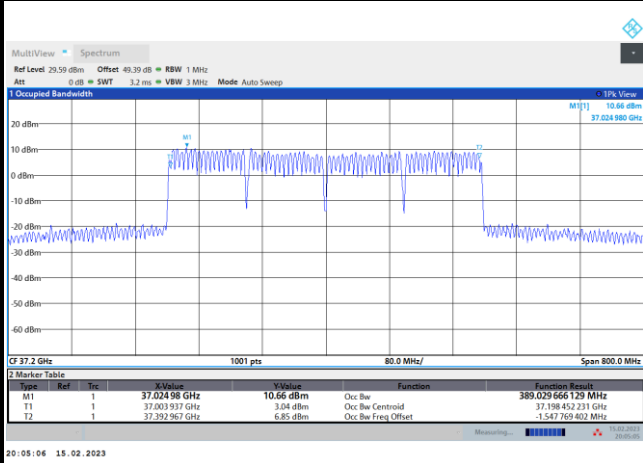 MultiView Spectrum
Ref Level 29.59 dBm Offset 49.39 dB RBW 1 MHz
Att 0 dB SWT 3.2 ms VBW 3 MHz Mode Auto Sweep
1 Occupied Bandwidth 1Pk View
M1[1] 10.66 dBm
37.024 980 GHz
20 dBm
M1
10 dBm
T2
0 dBm
-10 dBm
-20 dBm
-30 dBm
-40 dBm
-50 dBm
-60 dBm
CF 37.2 GHz 1001 pts 80.0 MHz/ Span 800.0 MHz
2 Marker Table
Type Ref Trc X-Value Y-Value Function Function Result
M1 1 37.024 98 GHz 10.66 dBm Occ Bw 389.029 666 129 MHz
T1 1 37.003 937 GHz 3.04 dBm Occ Bw Centroid 37.198 452 231 GHz
T2 1 37.392 967 GHz 6.85 dBm Occ Bw Freq Offset -1.547 769 402 MHz
Measuring... 15.02.2023
20:05:05
20:05:06 15.02.2023